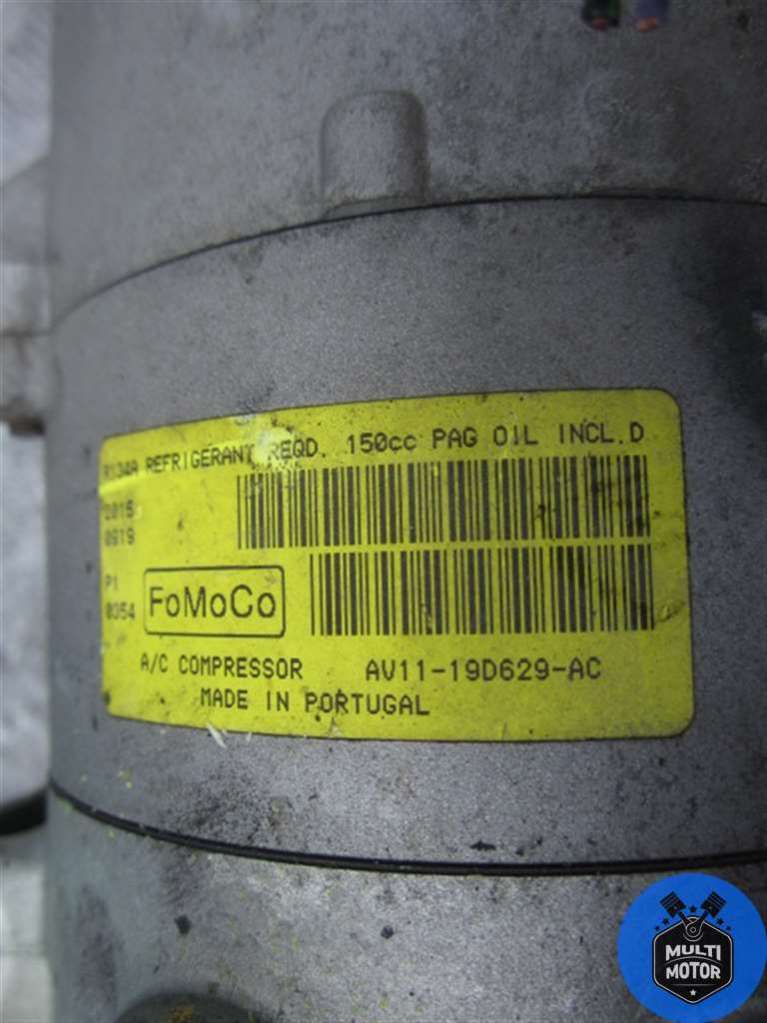 R134A REFRIGERANT REQD. 150cc PAG OIL INCL.D
2015
0919
P1
0354
FoMoCo
A/C COMPRESSOR AV11-19D629-AC
MADE IN PORTUGAL
MULTI
MOTOR